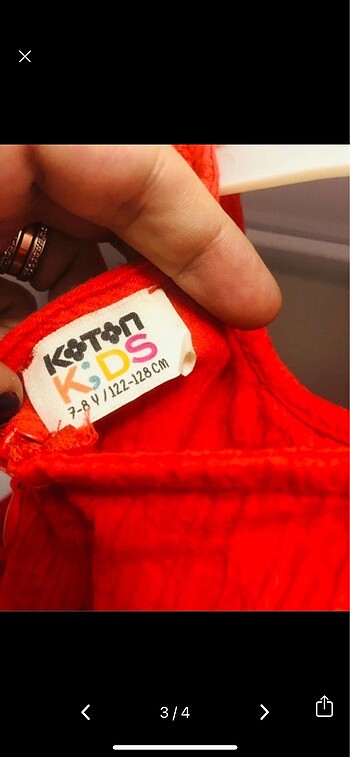 KOTON
KiDS
7-8 Y / 122-128 CM
3/4